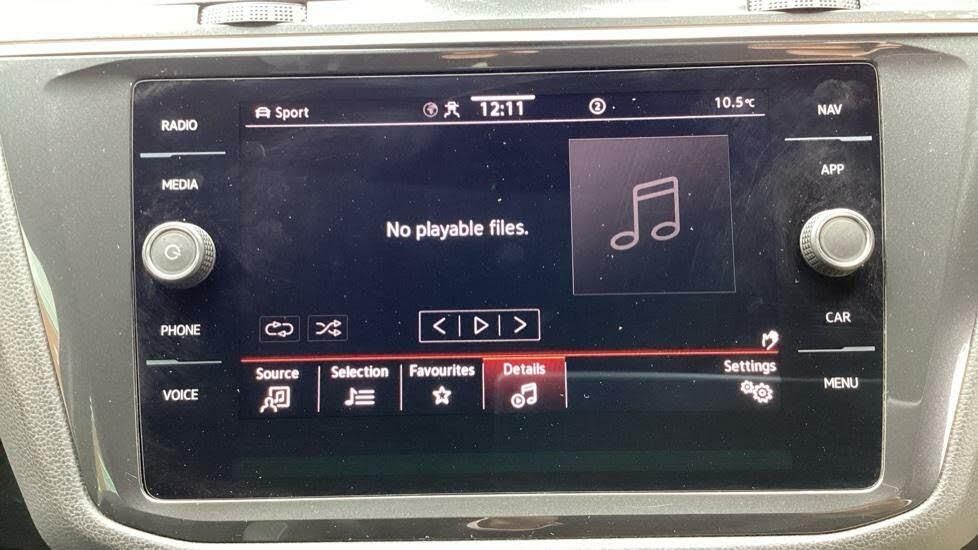 RADIO
MEDIA
PHONE
VOICE
Sport
12:11
2
10.5°C
No playable files.
Source
Selection
Favourites
Details
Settings
NAV
APP
CAR
MENU